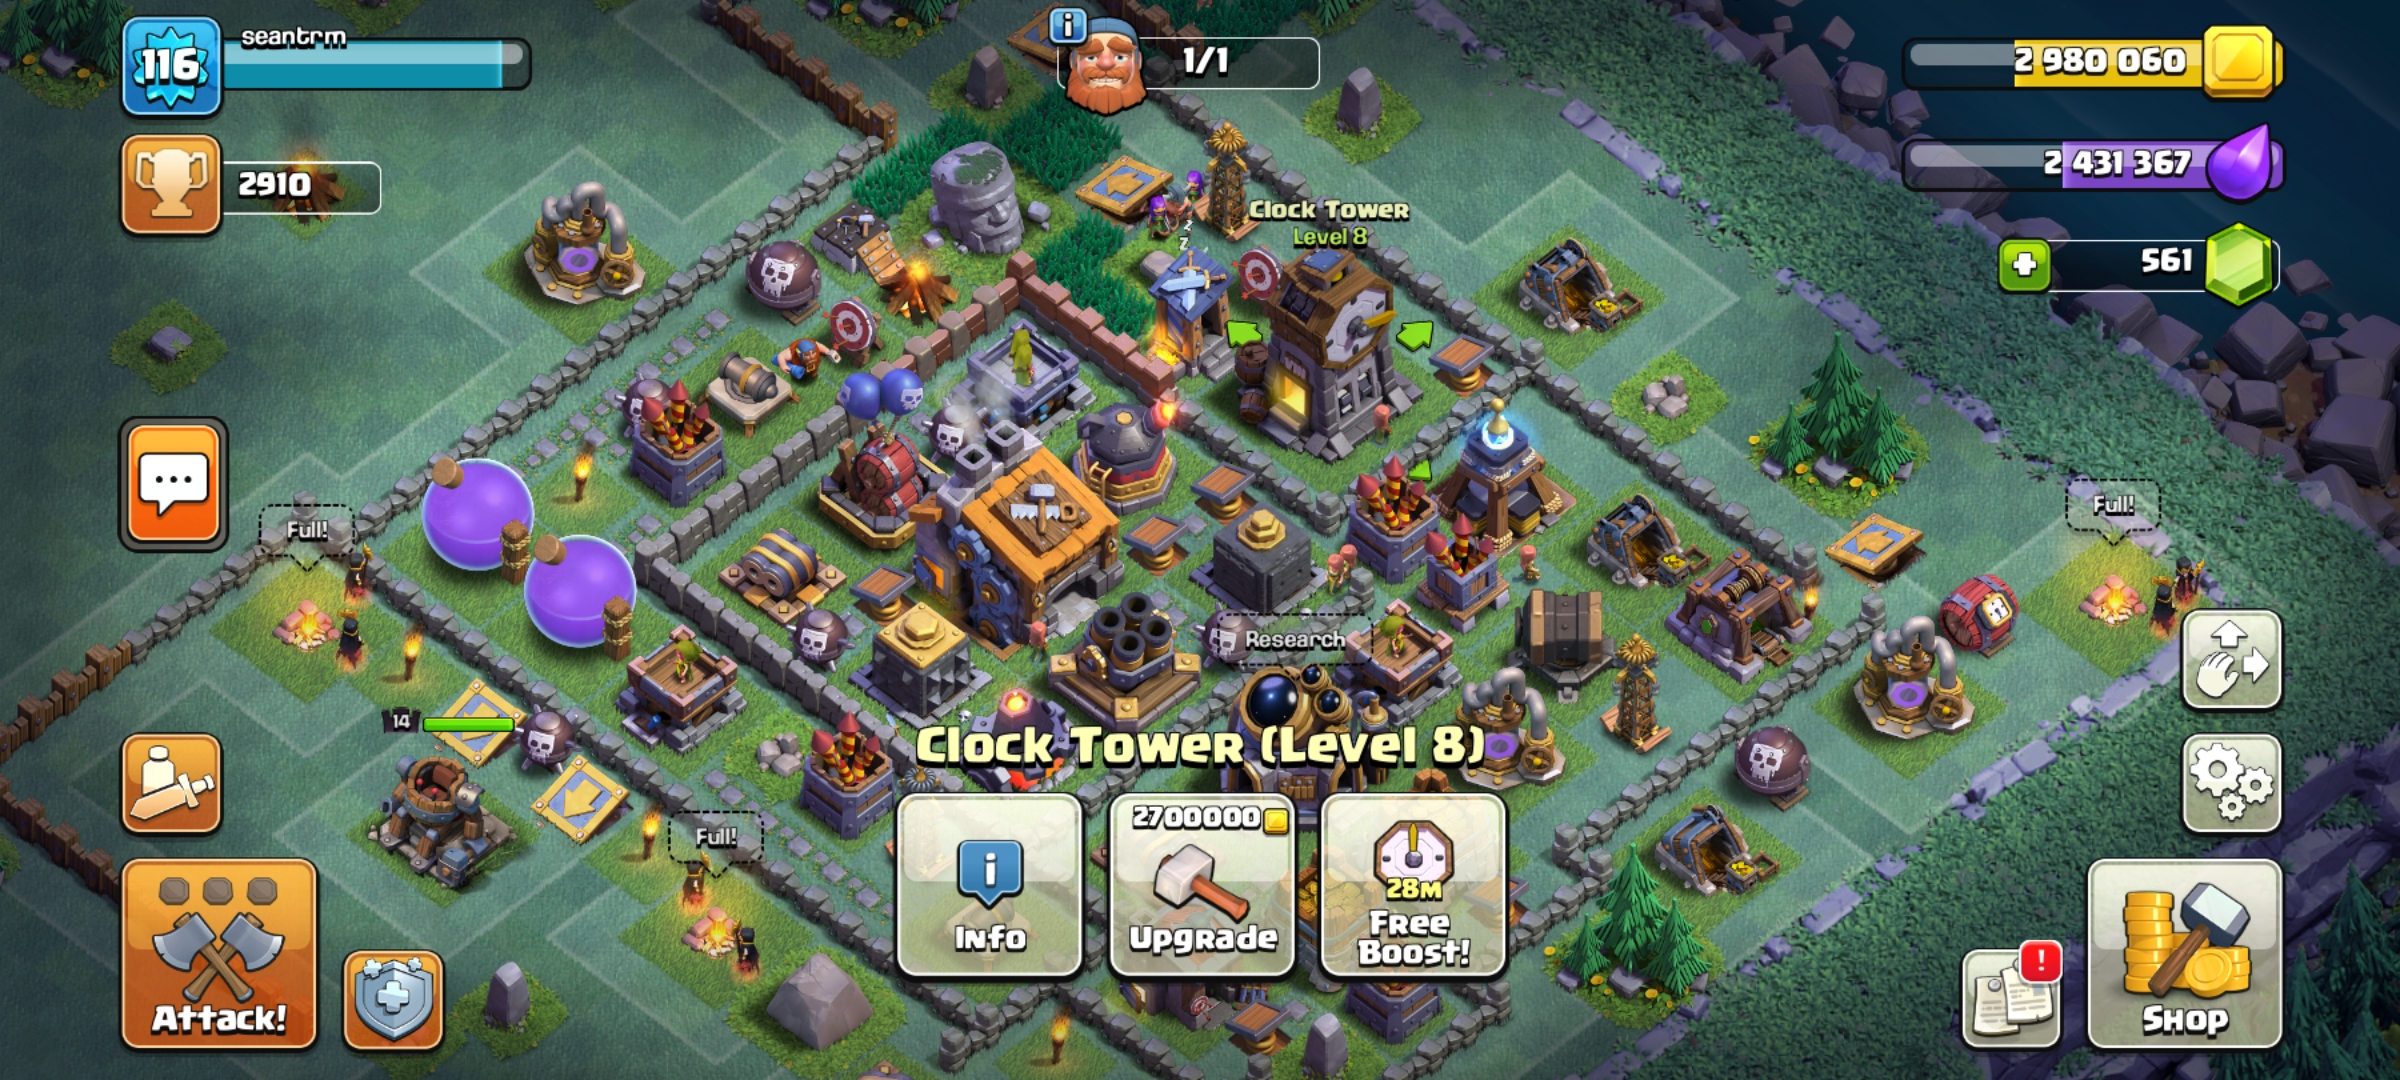 116
seantrm
1/1
2 980 060
2910
2 431 367
561
Clock Tower
Level 8
z
z
Full!
Full!
Research
14
Clock Tower (Level 8)
Full!
2700000
28M
Info
Upgrade
Free
Boost!
!
Attack!
Shop